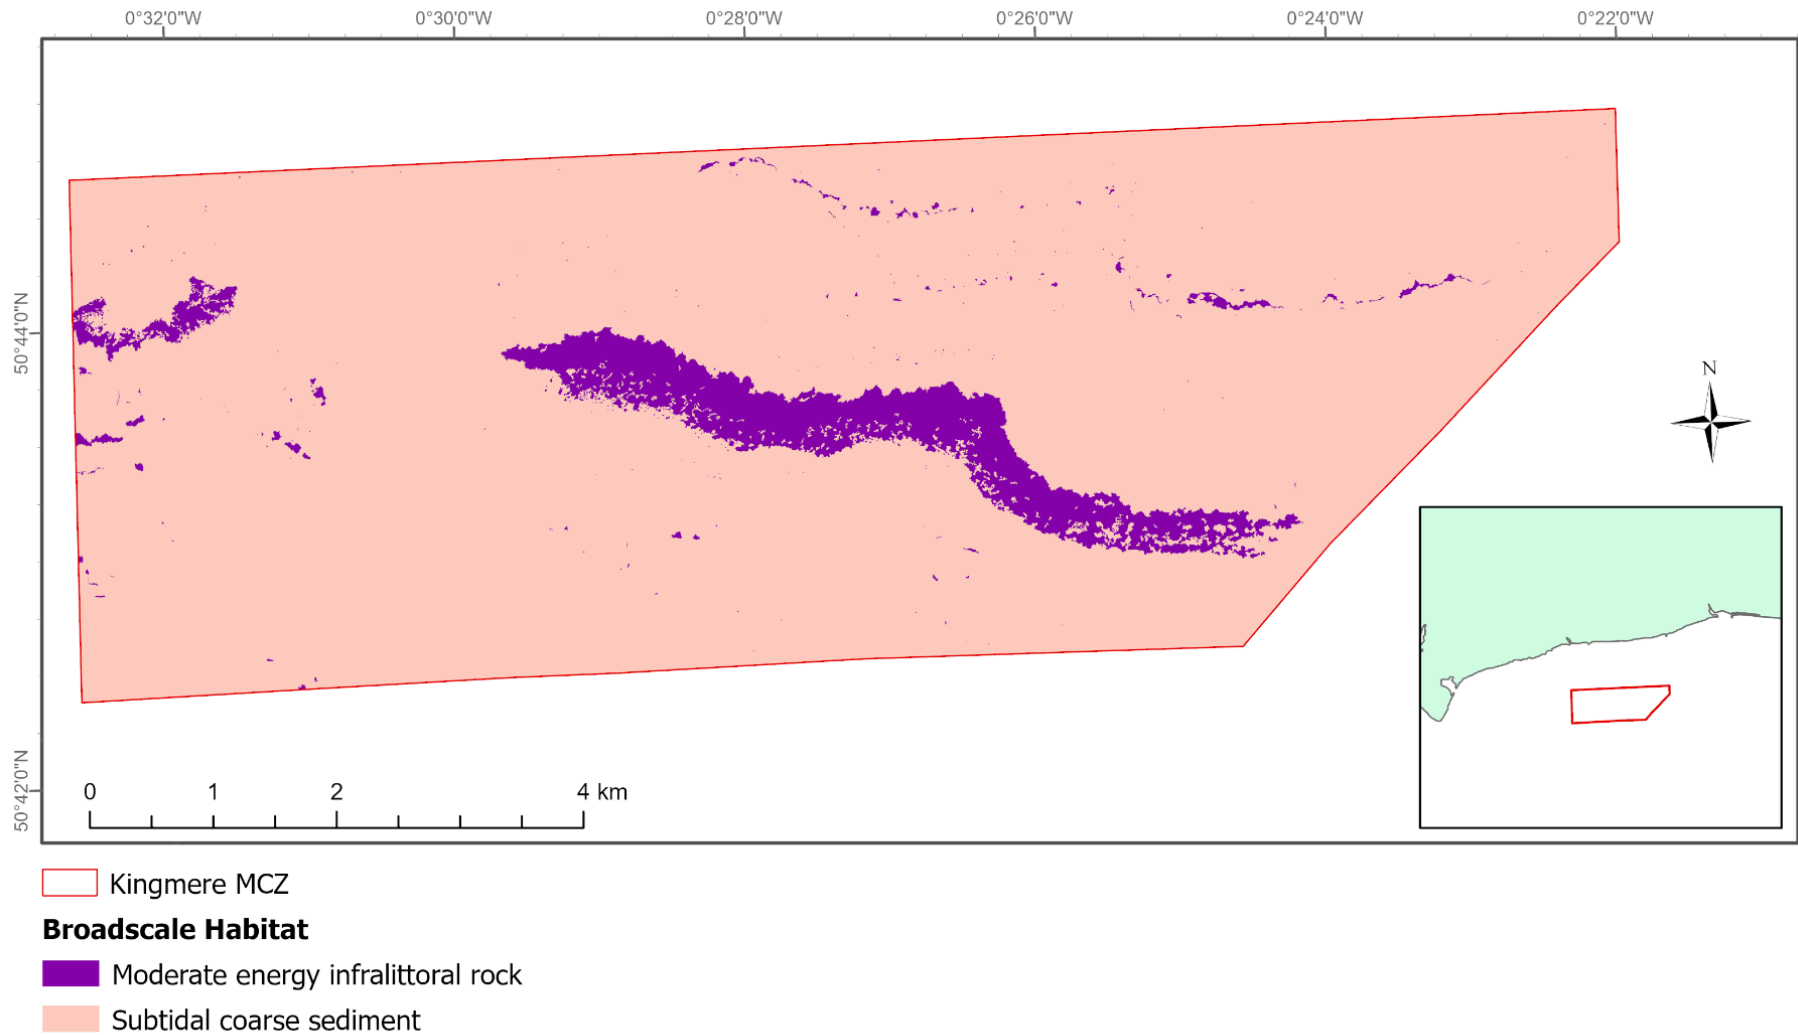 0°32'0"W 0°30'0"W 0°28'0"W 0°26'0"W 0°24'0"W 0°22'0"W
50°44'0"N
N
50°42'0"N
0 1 2 4 km
Kingmere MCZ
Broadscale Habitat
Moderate energy infralittoral rock
Subtidal coarse sediment